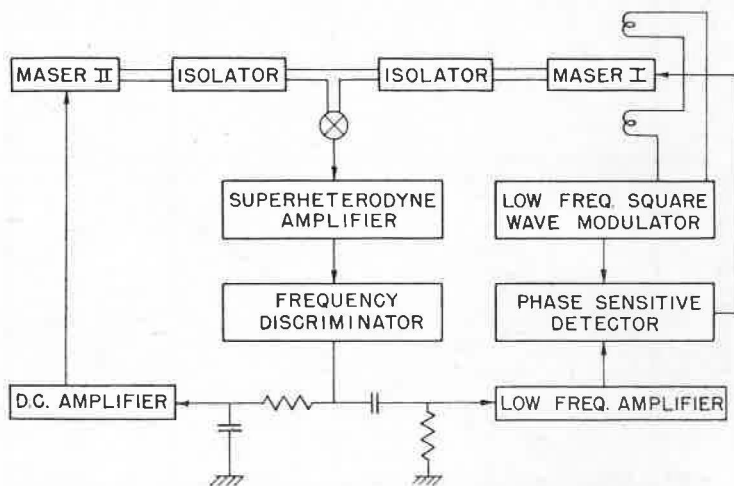 MASER II
ISOLATOR
ISOLATOR
MASER I
SUPERHETERODYNE
AMPLIFIER
LOW FREQ. SQUARE
WAVE MODULATOR
FREQUENCY
DISCRIMINATOR
PHASE SENSITIVE
DETECTOR
D.C. AMPLIFIER
LOW FREQ. AMPLIFIER